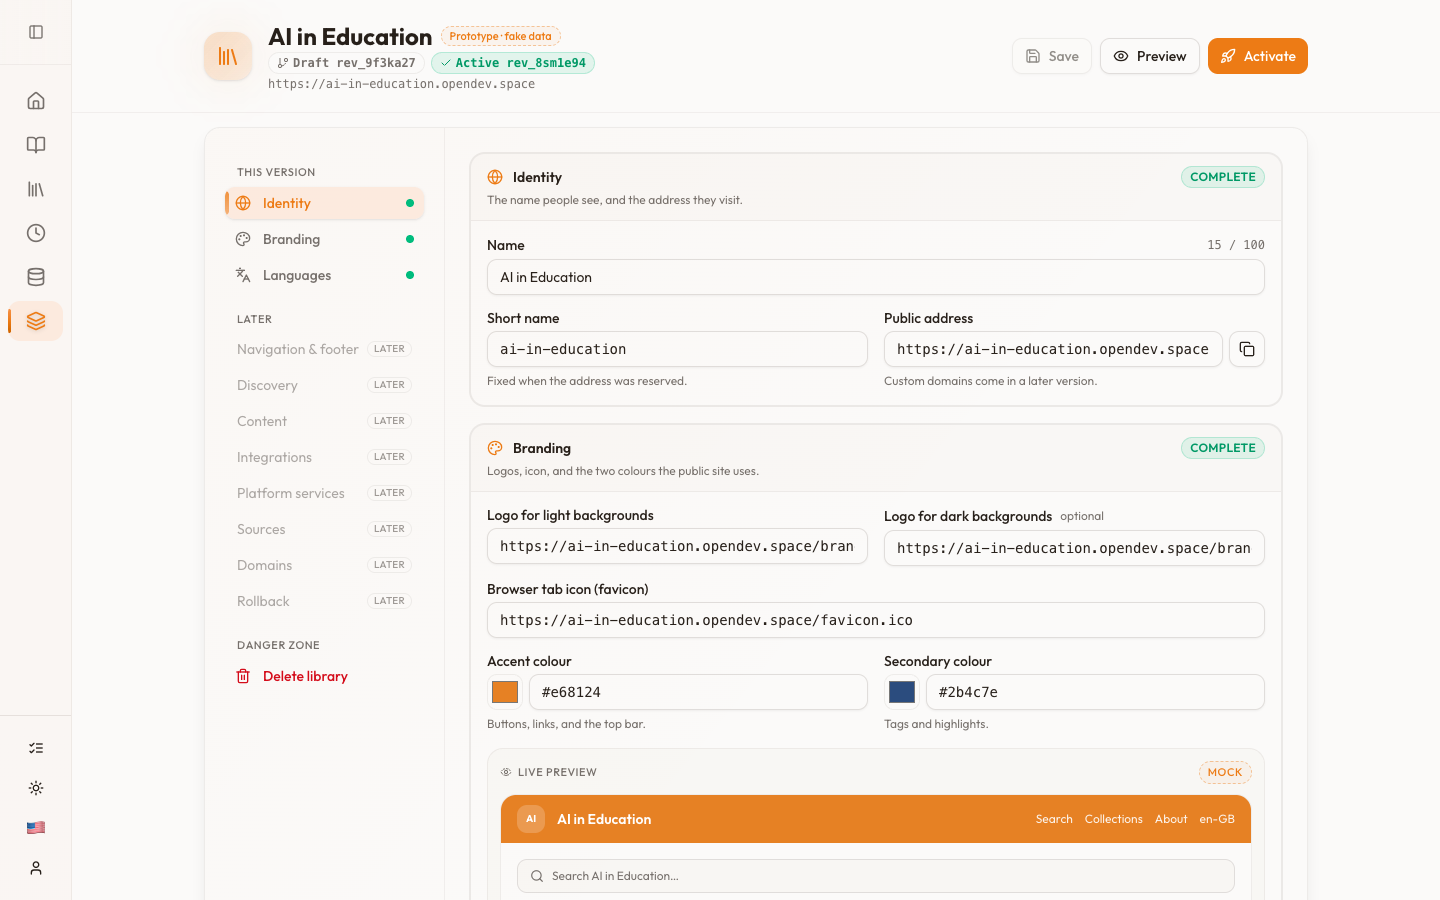 AI in Education
Prototype · fake data
Draft rev_9f3ka27
Active rev_8sm1e94
https://ai-in-education.opendev.space
Save
Preview
Activate
THIS VERSION
Identity
Branding
Languages
LATER
Navigation & footer LATER
Discovery LATER
Content LATER
Integrations LATER
Platform services LATER
Sources LATER
Domains LATER
Rollback LATER
DANGER ZONE
Delete library
Identity
COMPLETE
The name people see, and the address they visit.
Name
15 / 100
AI in Education
Short name
ai-in-education
Fixed when the address was reserved.
Public address
https://ai-in-education.opendev.space
Custom domains come in a later version.
Branding
COMPLETE
Logos, icon, and the two colours the public site uses.
Logo for light backgrounds
https://ai-in-education.opendev.space/bran
Logo for dark backgrounds optional
https://ai-in-education.opendev.space/bran
Browser tab icon (favicon)
https://ai-in-education.opendev.space/favicon.ico
Accent colour
#e68124
Buttons, links, and the top bar.
Secondary colour
#2b4c7e
Tags and highlights.
LIVE PREVIEW
MOCK
AI
AI in Education
Search
Collections
About
en-GB
Search AI in Education...